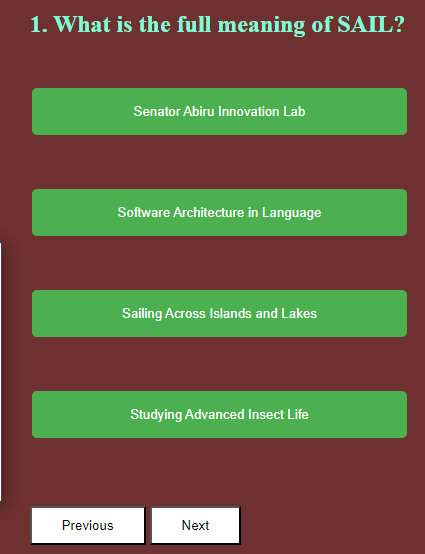 1. What is the full meaning of SAIL?
Senator Abiru Innovation Lab
Software Architecture in Language
Sailing Across Islands and Lakes
Studying Advanced Insect Life
Previous Next